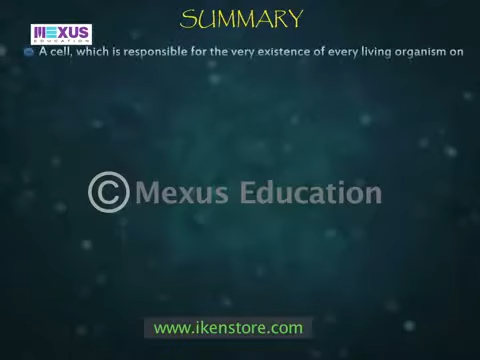 SUMMARY
MEXUS
EDUCATION
A cell, which is responsible for the very existence of every living organism on
© Mexus Education
www.ikenstore.com